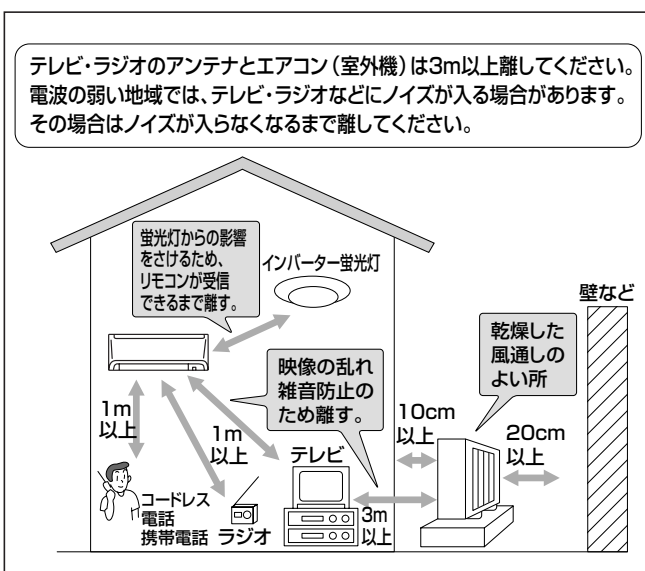 テレビ・ラジオのアンテナとエアコン(室外機)は3m以上離してください。
電波の弱い地域では、テレビ・ラジオなどにノイズが入る場合があります。
その場合はノイズが入らなくなるまで離してください。
蛍光灯からの影響
をさけるため、
リモコンが受信
できるまで離す。
インバーター蛍光灯
壁など
乾燥した
風通しの
よい所
映像の乱れ
雑音防止の
ため離す。
1m
以上
1m
以上
10cm
以上
20cm
以上
テレビ
コードレス
電話
携帯電話
ラジオ
3m
以上